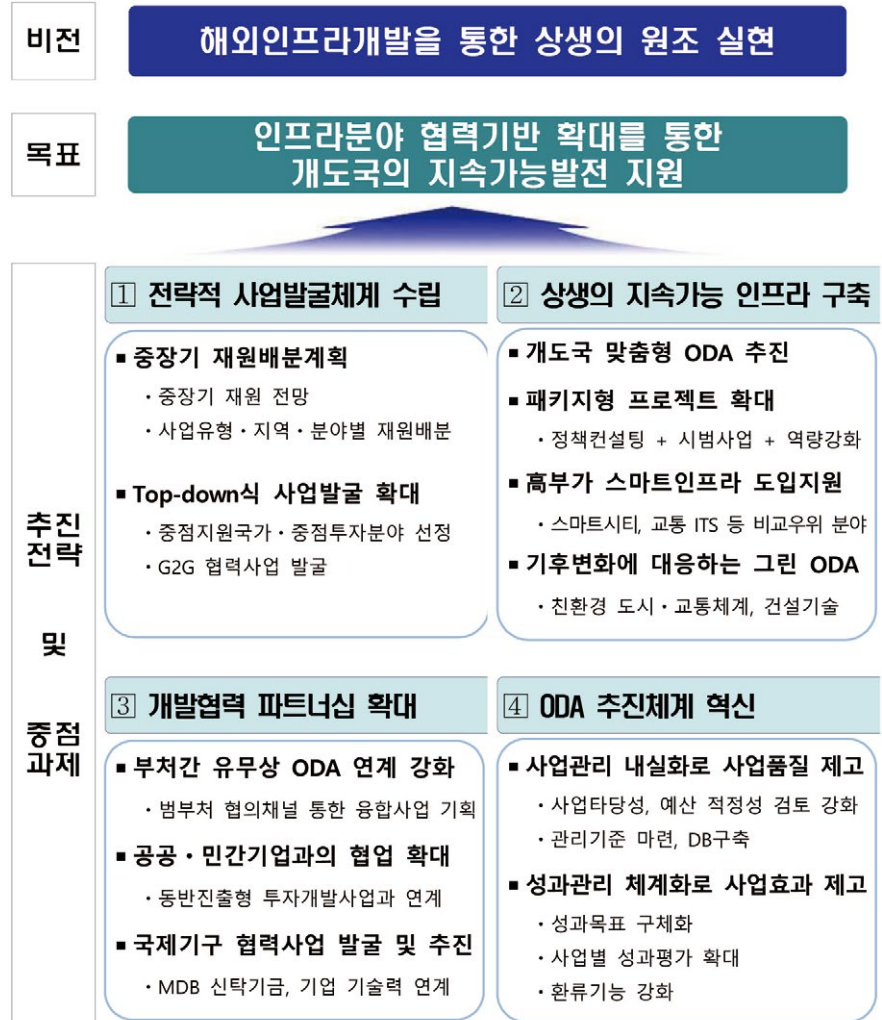 비전
해외인프라개발을 통한 상생의 원조 실현
목표
인프라분야 협력기반 확대를 통한
개도국의 지속가능발전 지원
추진
전략
및
중점
과제
1 전략적 사업발굴체계 수립
■ 중장기 재원배분계획
· 중장기 재원 전망
· 사업유형・지역・분야별 재원배분
■ Top-down식 사업발굴 확대
· 중점지원국가・중점투자분야 선정
· G2G 협력사업 발굴
2 상생의 지속가능 인프라 구축
■ 개도국 맞춤형 ODA 추진
■ 패키지형 프로젝트 확대
· 정책컨설팅 + 시범사업 + 역량강화
■ 高부가 스마트인프라 도입지원
· 스마트시티, 교통 ITS 등 비교우위 분야
■ 기후변화에 대응하는 그린 ODA
· 친환경 도시・교통체계, 건설기술
3 개발협력 파트너십 확대
■ 부처간 유무상 ODA 연계 강화
· 범부처 협의채널 통한 융합사업 기획
■ 공공・민간기업과의 협업 확대
· 동반진출형 투자개발사업과 연계
■ 국제기구 협력사업 발굴 및 추진
· MDB 신탁기금, 기업 기술력 연계
4 ODA 추진체계 혁신
■ 사업관리 내실화로 사업품질 제고
· 사업타당성, 예산 적정성 검토 강화
· 관리기준 마련, DB구축
■ 성과관리 체계화로 사업효과 제고
· 성과목표 구체화
· 사업별 성과평가 확대
· 환류기능 강화